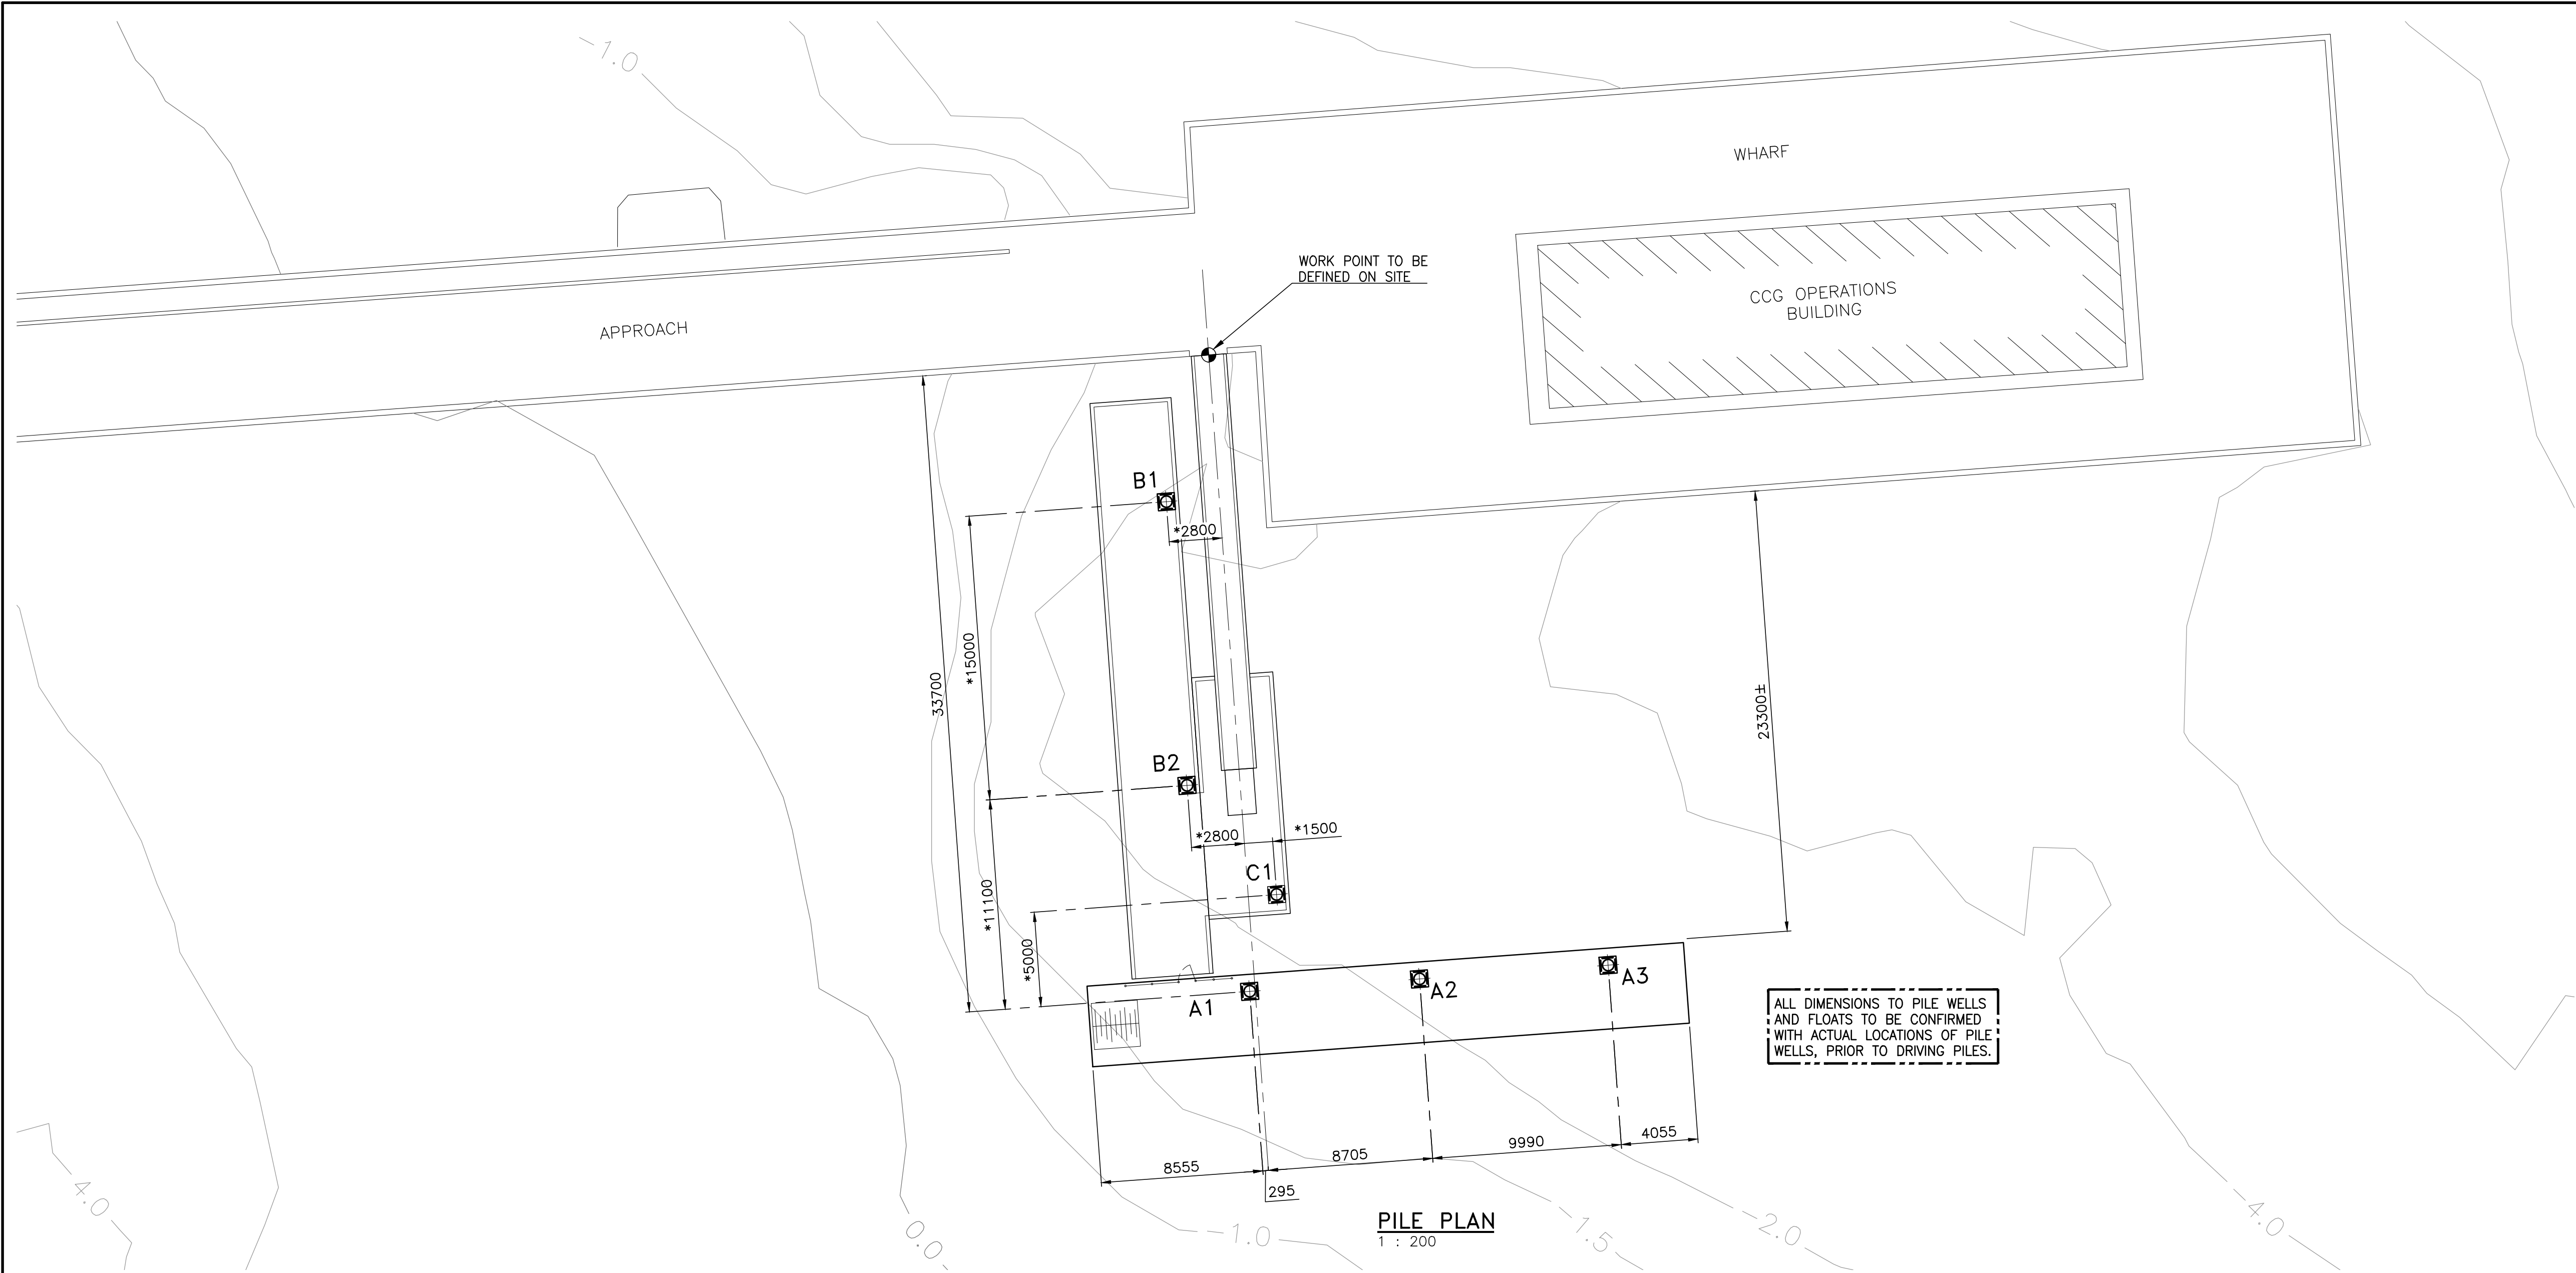 -1.0
WHARF
WORK POINT TO BE
DEFINED ON SITE
CCG OPERATIONS
BUILDING
APPROACH
B1
*2800
*15000
33700
23300±
B2
*2800
*1500
C1
*11100
*5000
A1
A2
A3
ALL DIMENSIONS TO PILE WELLS
AND FLOATS TO BE CONFIRMED
WITH ACTUAL LOCATIONS OF PILE
WELLS, PRIOR TO DRIVING PILES.
8555
295
8705
9990
4055
4.0
0.0
-1.0
-1.5
-2.0
-4.0
PILE PLAN
1 : 200